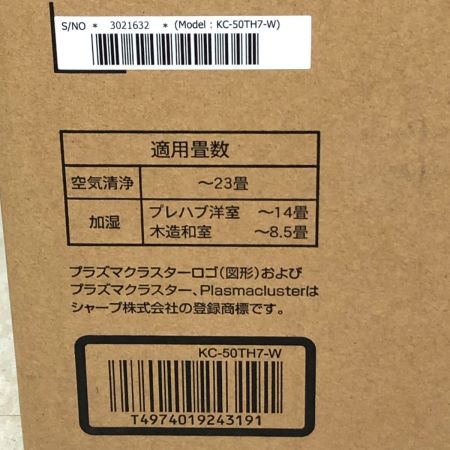 S/NO * 3021632 * (Model : KC-50TH7-W)
適用畳数
空気清浄 ～23畳
加湿 プレハブ洋室 ～14畳
木造和室 ～8.5畳
プラズマクラスターロゴ(図形)および
プラズマクラスター、Plasmaclusterは
シャープ株式会社の登録商標です。
KC-50TH7-W
T4974019243191